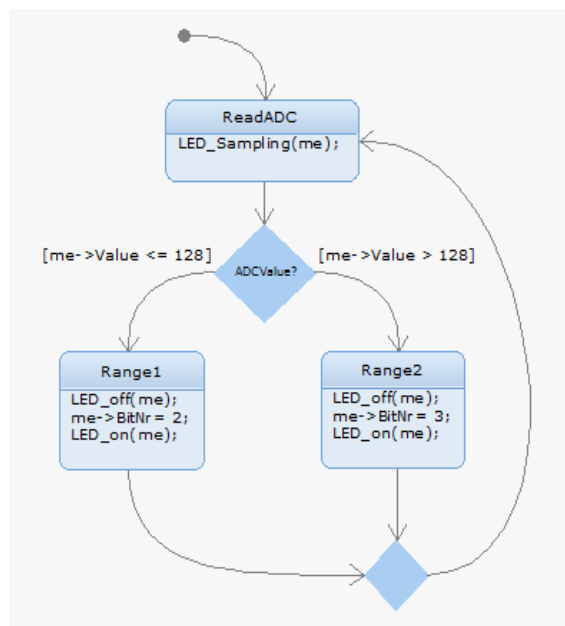 ReadADC
LED_Sampling(me);
[me->Value <= 128]
[me->Value > 128]
ADCValue?
Range1
LED_off(me);
me->BitNr = 2;
LED_on(me);
Range2
LED_off(me);
me->BitNr = 3;
LED_on(me);